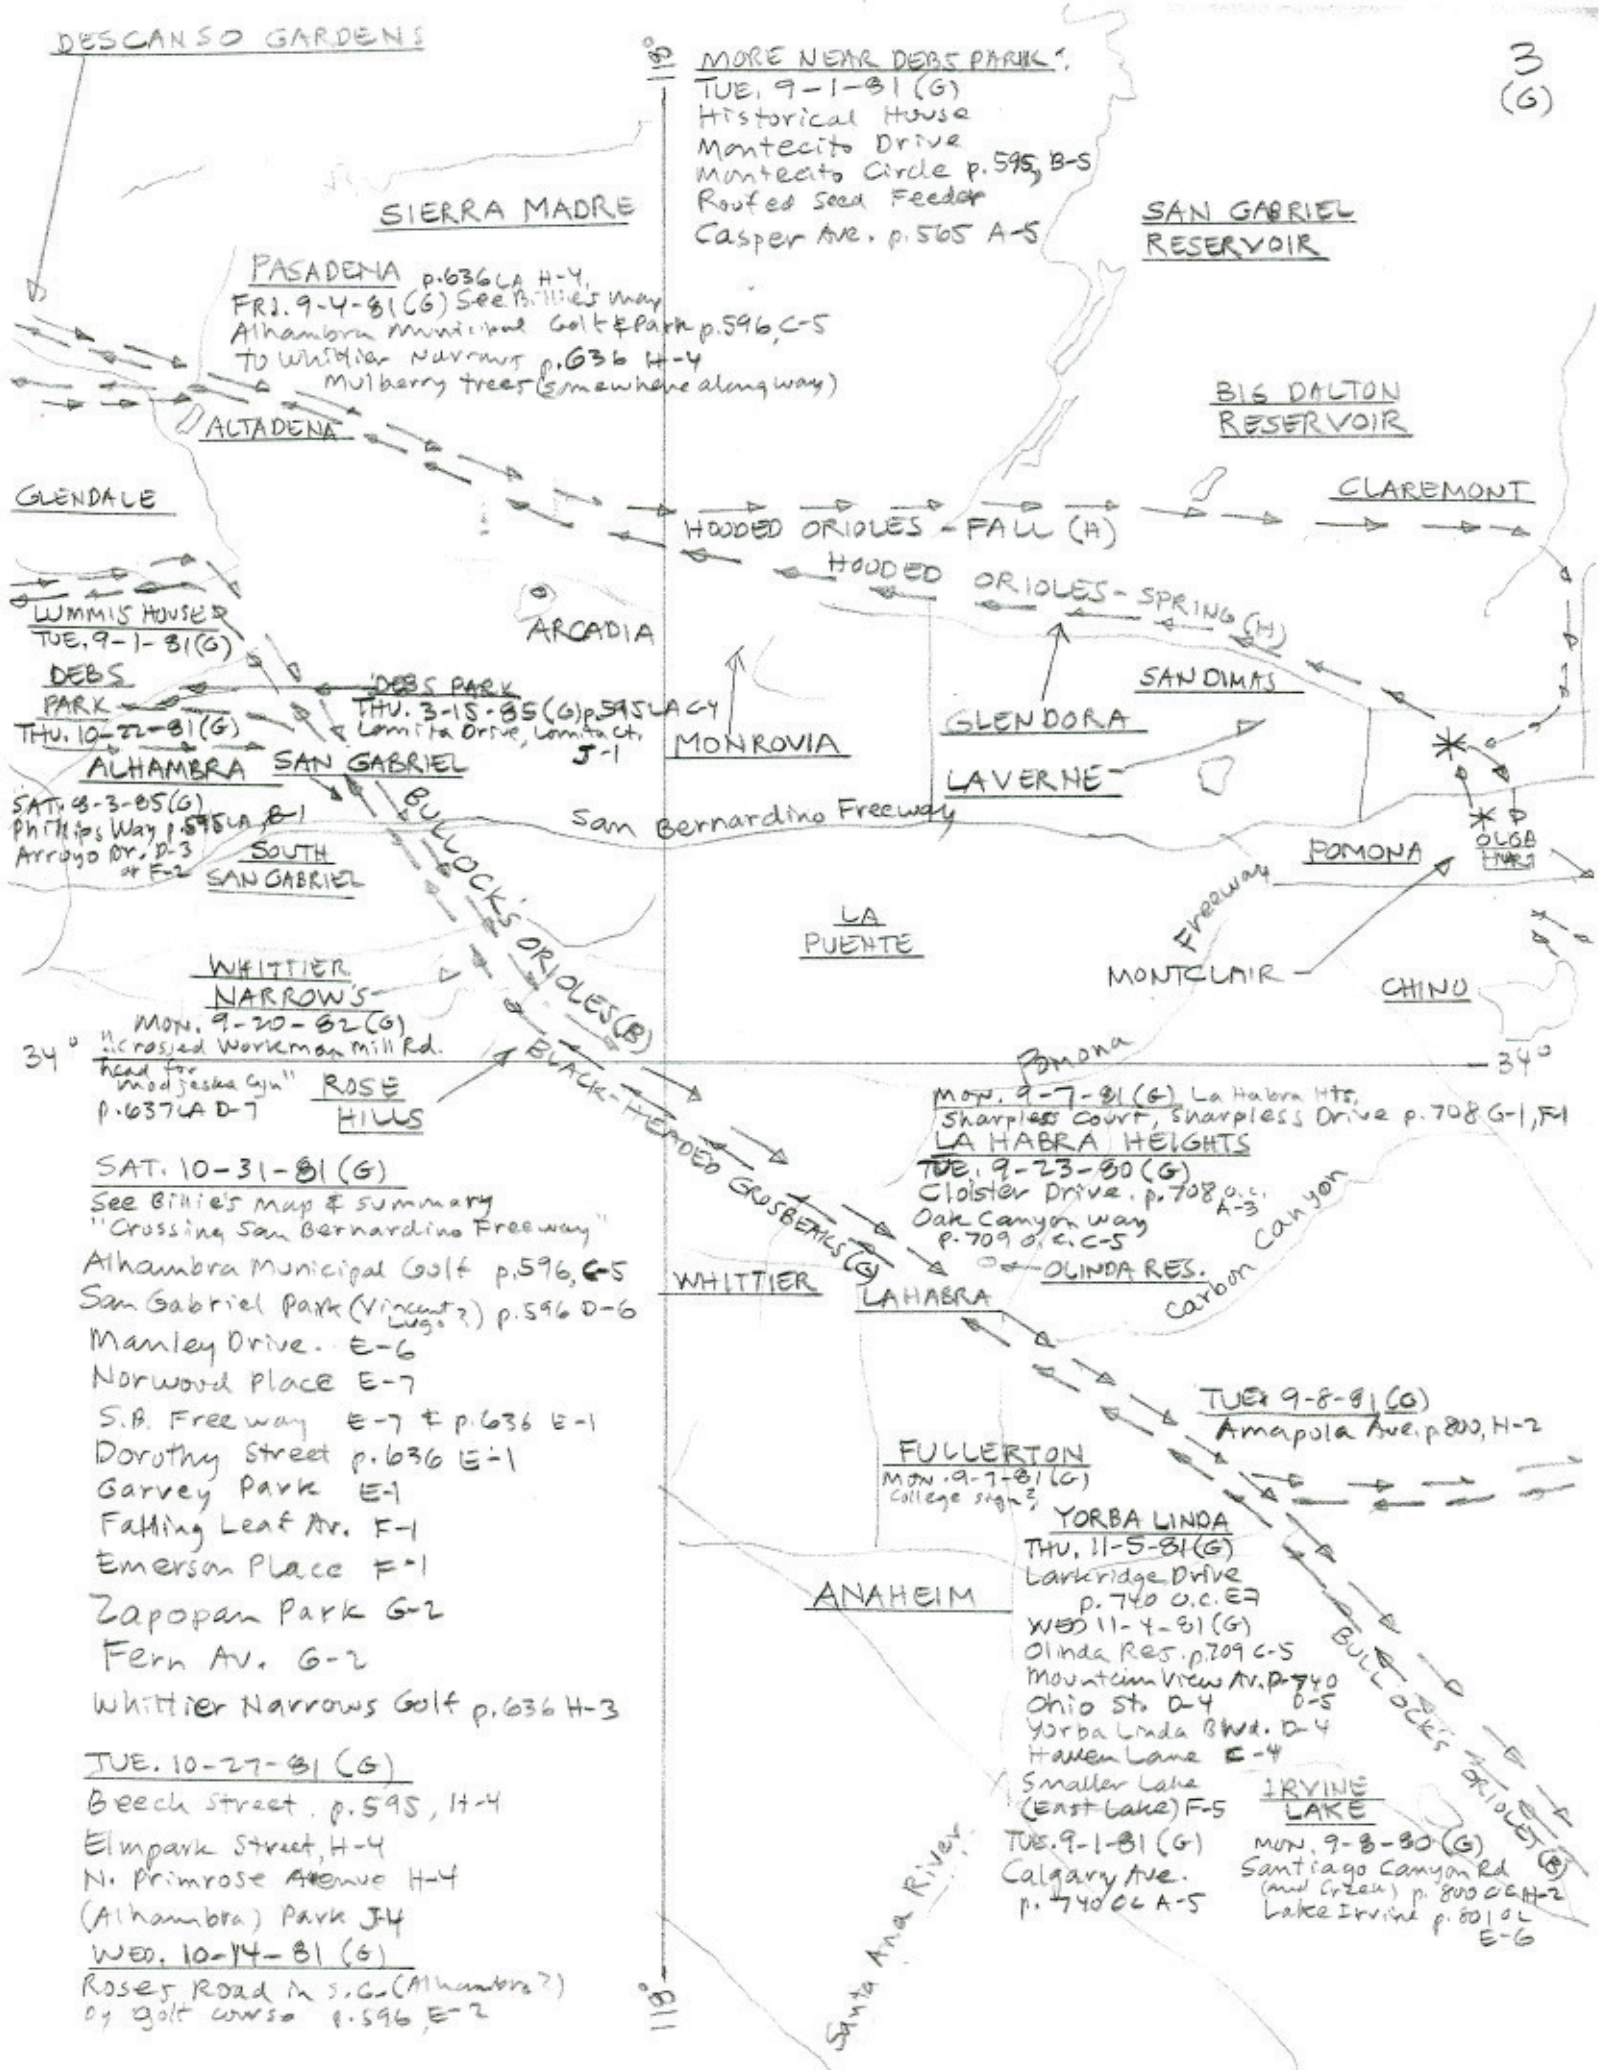 DESCANSO GARDENS
118°
MORE NEAR DEBS PARK:
TUE. 9-1-81 (G)
Historical House
Montecito Drive
Montecito Circle p.595, B-5
Roofed Seed Feeder
Casper Ave. p.565 A-5
3
(G)
SIERRA MADRE
SAN GABRIEL
RESERVOIR
PASADENA p.636 LA H-4,
FRI. 9-4-81 (G) See Billie's Map
Alhambra Municipal Golf & Park p.596, C-5
to Whittier Narrows p.636 H-4
Mulberry trees (somewhere along way)
BIG DALTON
RESERVOIR
ALTADENA
GLENDALE
CLAREMONT
HOODED ORIOLES - FALL (H)
HOODED ORIOLES - SPRING (H)
LUMMIS HOUSE
TUE. 9-1-81 (G)
ARCADIA
DEBS
PARK
THU. 10-22-81 (G)
DEBS PARK
THU. 3-15-85 (G) p.595 LA G-4
Lomita Drive, Lomita Ct.
J-1
SAN DIMAS
GLENDORA
MONROVIA
LAVERNE
ALHAMBRA
SAN GABRIEL
SAT. 8-3-85 (G)
Phillips Way p.595 LA, B-1
Arroyo Dr. D-3
or F-2
San Bernardino Freeway
SOUTH
SAN GABRIEL
BULLOCK'S ORIOLES (B)
POMONA
OLGA
LA
PUENTE
Pomona Freeway
MONTCLAIR
CHINO
WHITTIER
NARROWS
MON. 9-20-82 (G)
"Crossed Workman Mill Rd.
head for
Modjeska Cyn"
p.637 LA D-7
34°
34°
ROSE
HILLS
BLACK-HEADED GROSBEAKS (G)
MON. 9-7-81 (G) La Habra Hts.
Sharpless Court, Sharpless Drive p.708 G-1, F-1
LA HABRA HEIGHTS
TUE. 9-23-80 (G)
Cloister Drive. p.708 O.C.
A-3
Oak Canyon Way
p.709 O.C. C-5
OLINDA RES.
Carbon Canyon
WHITTIER
LAHABRA
SAT. 10-31-81 (G)
See Billie's Map & summary
"Crossing San Bernardino Freeway"
Alhambra Municipal Golf p.596, C-5
San Gabriel Park (Vincent
Lugo?) p.596 D-6
Manley Drive. E-6
Norwood Place E-7
S.B. Freeway E-7 & p.636 E-1
Dorothy Street p.636 E-1
Garvey Park E-1
Falling Leaf Av. F-1
Emerson Place F-1
Zapopan Park G-2
Fern Av. G-2
Whittier Narrows Golf p.636 H-3
TUE. 10-27-81 (G)
Beech Street. p.595, H-4
Elmpark Street, H-4
N. Primrose Avenue H-4
(Alhambra) Park J-4
WED. 10-14-81 (G)
Roses Road in S.G. (Alhambra?)
by golf course p.596, E-2
TUE. 9-8-81 (G)
Amapola Ave. p.800, H-2
FULLERTON
MON. 9-7-81 (G)
College sign?
YORBA LINDA
THU. 11-5-81 (G)
Larkridge Drive
p. 740 O.C. E-7
WED 11-4-81 (G)
Olinda Res. p.709 C-5
Mountain View Av. p.740
D-5
Ohio St. D-4
Yorba Linda Blvd. D-4
Haven Lane C-4
Smaller Lake
(East Lake) F-5
TUE. 9-1-81 (G)
Calgary Ave.
p. 740 OC A-5
ANAHEIM
BULLOCKS ORIOLES (B)
IRVINE
LAKE
MON. 9-8-80 (G)
Santiago Canyon Rd
(and Creek) p. 800 OC H-2
Lake Irvine p. 801 OC
E-6
Santa Ana River
118°